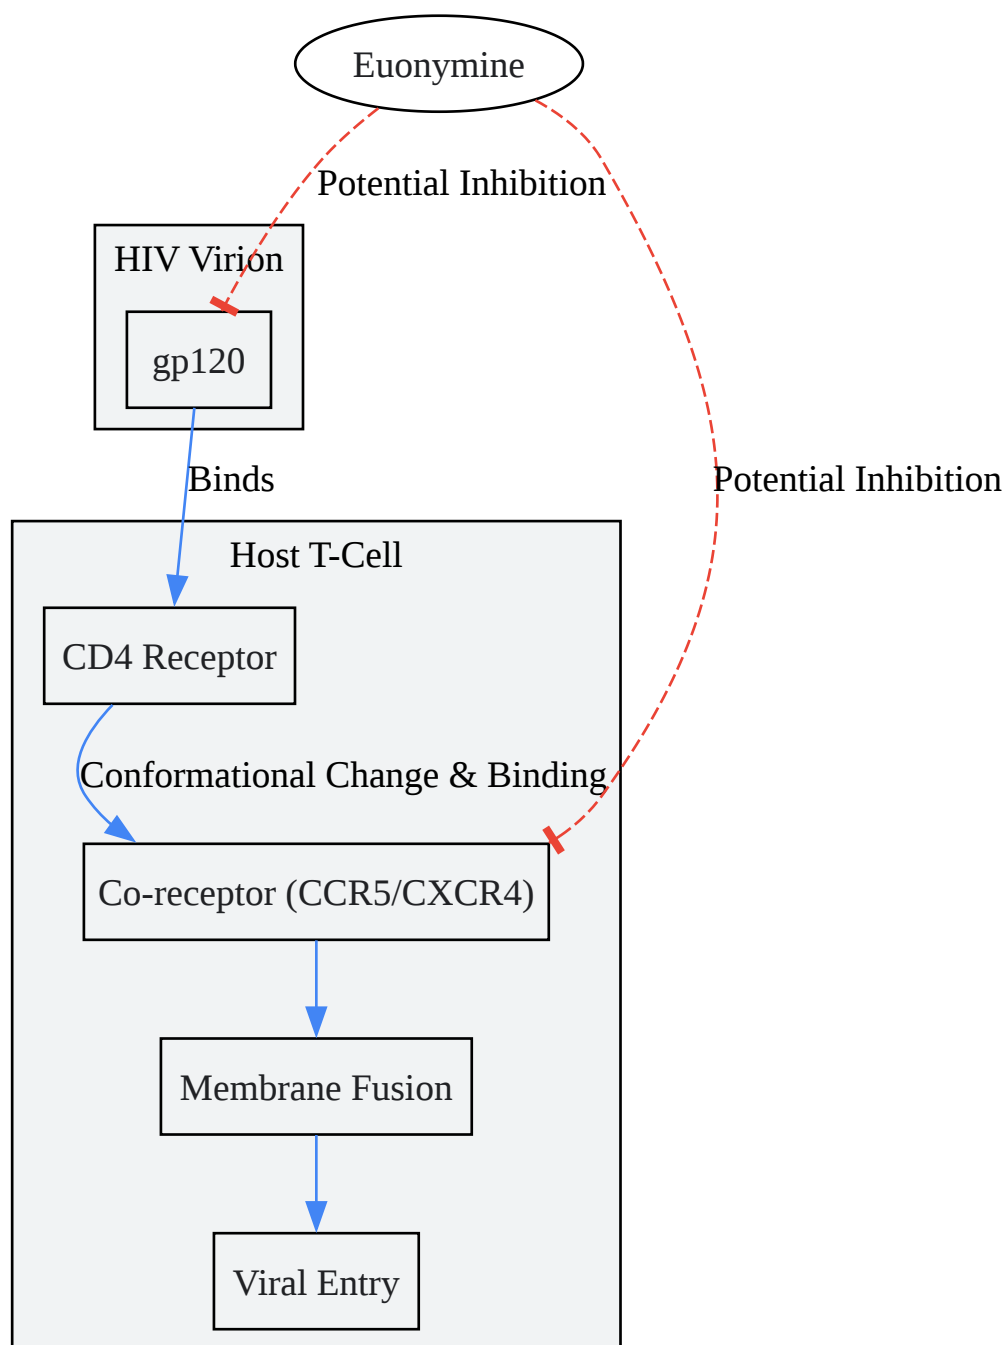 Euonymine
Potential Inhibition
HIV Virion
gp120
Binds
Potential Inhibition
Host T-Cell
CD4 Receptor
Conformational Change & Binding
Co-receptor (CCR5/CXCR4)
Membrane Fusion
Viral Entry